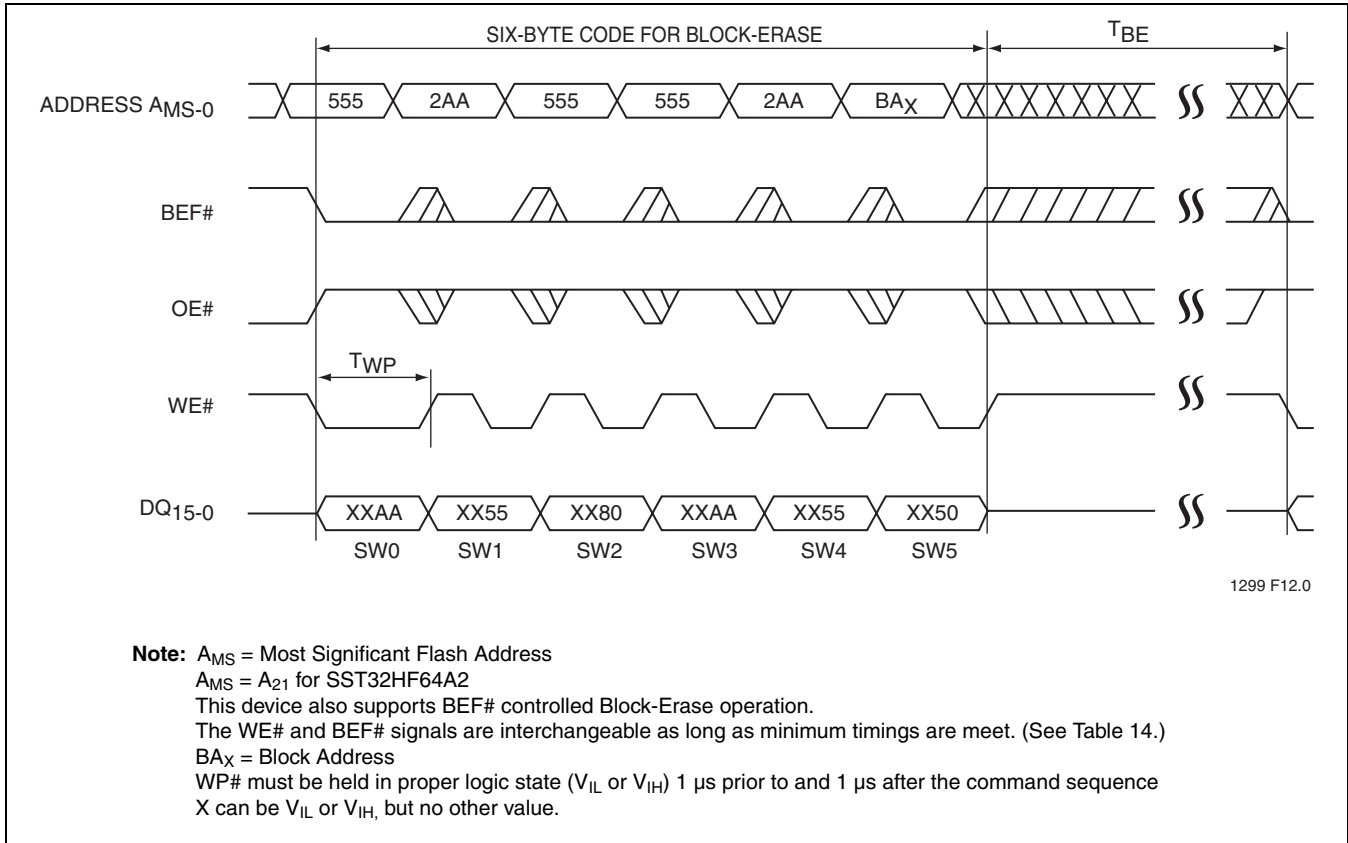 SIX-BYTE CODE FOR BLOCK-ERASE TBE
ADDRESS AMS-0 555 2AA 555 555 2AA BAX
BEF#
OE#
TWP
WE#
DQ15-0 XXAA XX55 XX80 XXAA XX55 XX50
SW0 SW1 SW2 SW3 SW4 SW5
1299 F12.0
Note: AMS = Most Significant Flash Address
AMS = A21 for SST32HF64A2
This device also supports BEF# controlled Block-Erase operation.
The WE# and BEF# signals are interchangeable as long as minimum timings are meet. (See Table 14.)
BAX = Block Address
WP# must be held in proper logic state (VIL or VIH) 1 µs prior to and 1 µs after the command sequence
X can be VIL or VIH, but no other value.